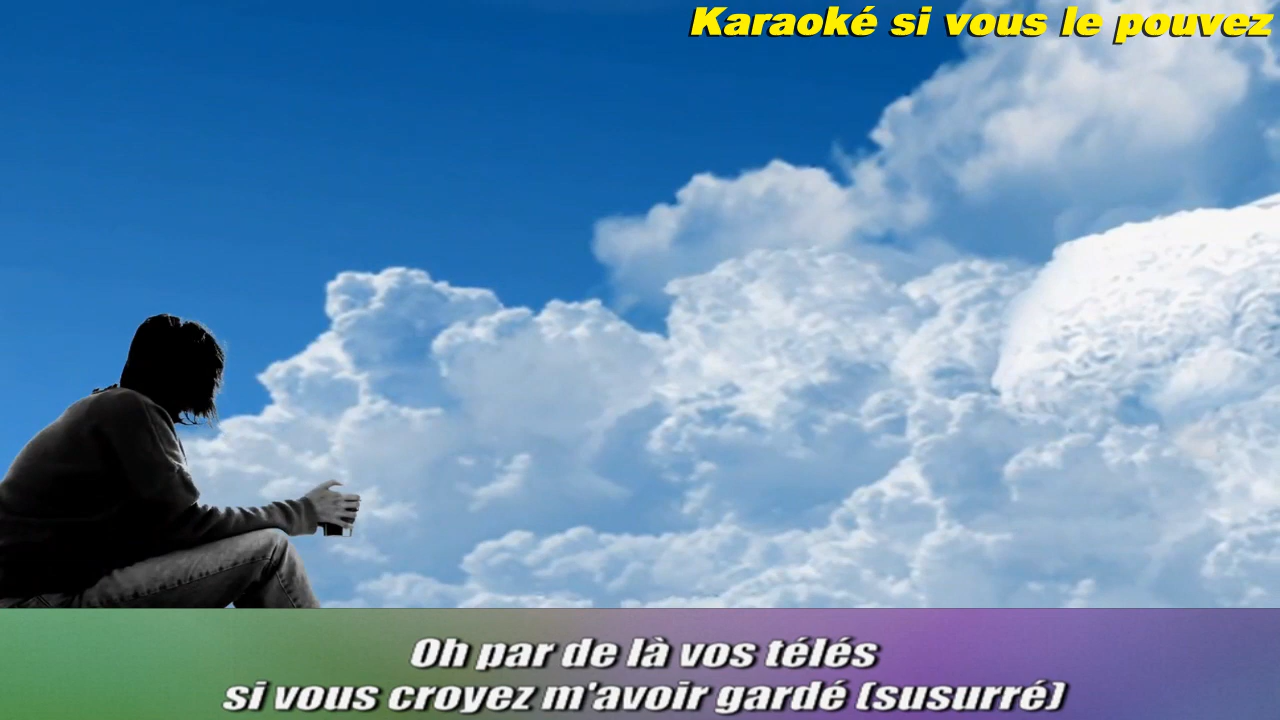 Karaoké si vous le pouvez
Oh par de là vos télés
si vous croyez m'avoir gardé (susurré)